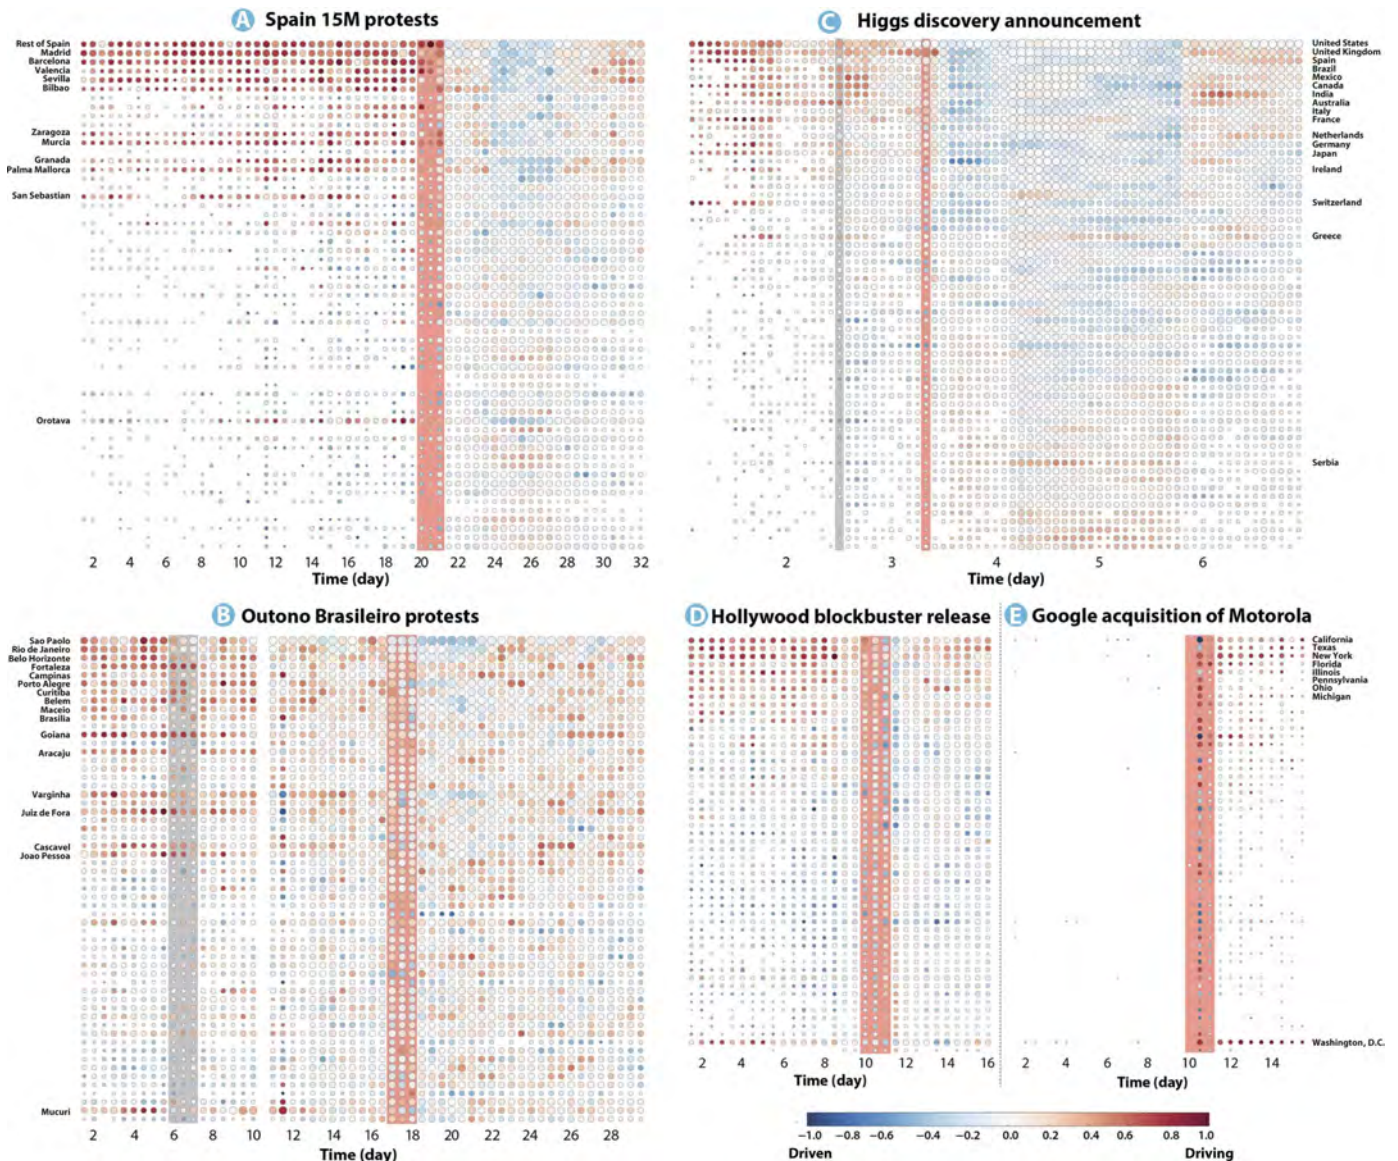 A Spain 15M protests
Rest of Spain
Madrid
Barcelona
Valencia
Sevilla
Bilbao
Zaragoza
Murcia
Granada
Palma Mallorca
San Sebastian
Orotava
2 4 6 8 10 12 14 16 18 20 22 24 26 28 30 32
Time (day)
C Higgs discovery announcement
United States
United Kingdom
Spain
Brazil
Mexico
Canada
India
Australia
Italy
France
Netherlands
Germany
Japan
Ireland
Switzerland
Greece
Serbia
2 3 4 5 6
Time (day)
B Outono Brasileiro protests
Sao Paolo
Rio de Janeiro
Belo Horizonte
Fortaleza
Campinas
Porto Alegre
Curitiba
Belem
Maceio
Brasilia
Goiana
Aracaju
Varginha
Juiz de Fora
Cascavel
Joao Pessoa
Mucuri
2 4 6 8 10 12 14 16 18 20 22 24 26 28
Time (day)
D Hollywood blockbuster release
2 4 6 8 10 12 14 16
Time (day)
E Google acquisition of Motorola
California
Texas
New York
Florida
Illinois
Pennsylvania
Ohio
Michigan
Washington, D.C.
2 4 6 8 10 12 14
Time (day)
−1.0 −0.8 −0.6 −0.4 −0.2 0.0 0.2 0.4 0.6 0.8 1.0
Driven Driving